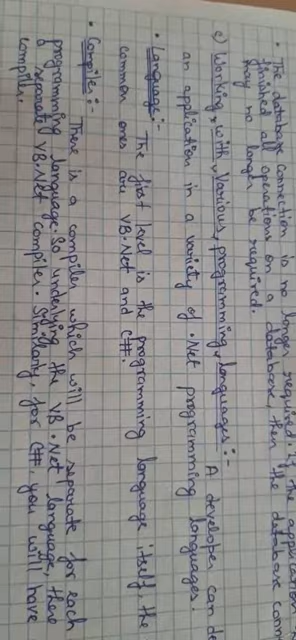 • The database connection is no longer required. If the application
finished all operations on a database then the database conn
may no longer be required.
c) Working with Various programming languages:- A developer can de
an application in a variety of .Net programming languages.
• Language:- The first level is the programming language itself, the
common ones are VB.Net and C#.
• Compiler:- There is a compiler which will be separate for each
programming language. So underlying the VB.Net language, there
a separate VB.Net compiler. Similarly, for C#, you will have
compiler.